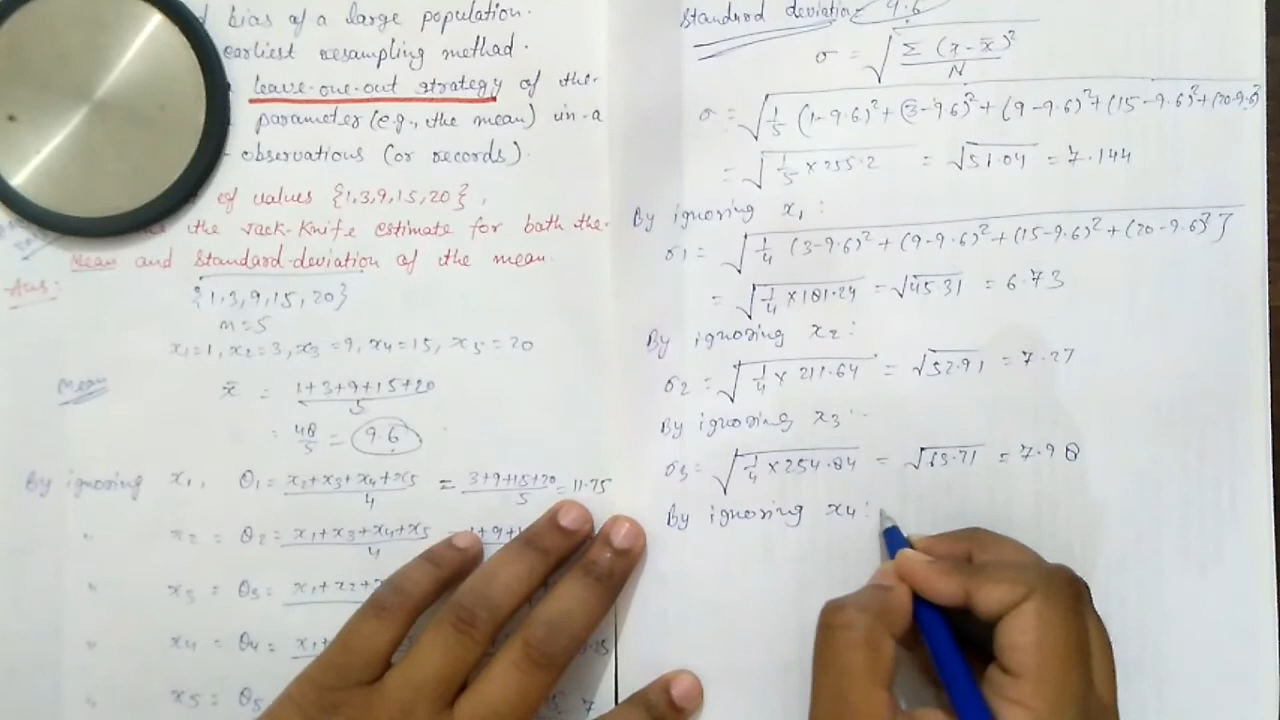 bias of a large population.
earliest resampling method.
leave-one-out strategy of the
parameter (e.g., the mean) in a
observations (or records).
of values {1,3,9,15,20},
the Jack-Knife estimate for both the
Mean and Standard-deviation of the mean.
Ans:
{1,3,9,15,20}
n=5
x1=1, x2=3, x3=9, x4=15, x5=20
Mean
x̄ = 1+3+9+15+20 / 5
= 48/5 = 9.6
By ignoring x1, θ1 = x2+x3+x4+x5 / 4 = 3+9+15+20 / 5 = 11.75
" x2 = θ2 = x1+x3+x4+x5 / 4
" x3 = θ3 = x1+x2+
" x4 = θ4 =
" x5 = θ5
Standard deviation 9.6
σ = √(Σ(x-x̄)² / N)
σ = √(1/5 (1-9.6)²+(3-9.6)²+(9-9.6)²+(15-9.6)²+(20-9.6)²
= √(1/5 × 255.2) = √51.04 = 7.144
By ignoring x1:
σ1 = √(1/4 (3-9.6)²+(9-9.6)²+(15-9.6)²+(20-9.6)²}
= √(1/4 × 181.24) = √45.31 = 6.73
By ignoring x2:
σ2 = √(1/4 × 211.64) = √52.91 = 7.27
By ignoring x3:
σ3 = √(1/4 × 254.84) = √63.71 = 7.98
By ignoring x4: